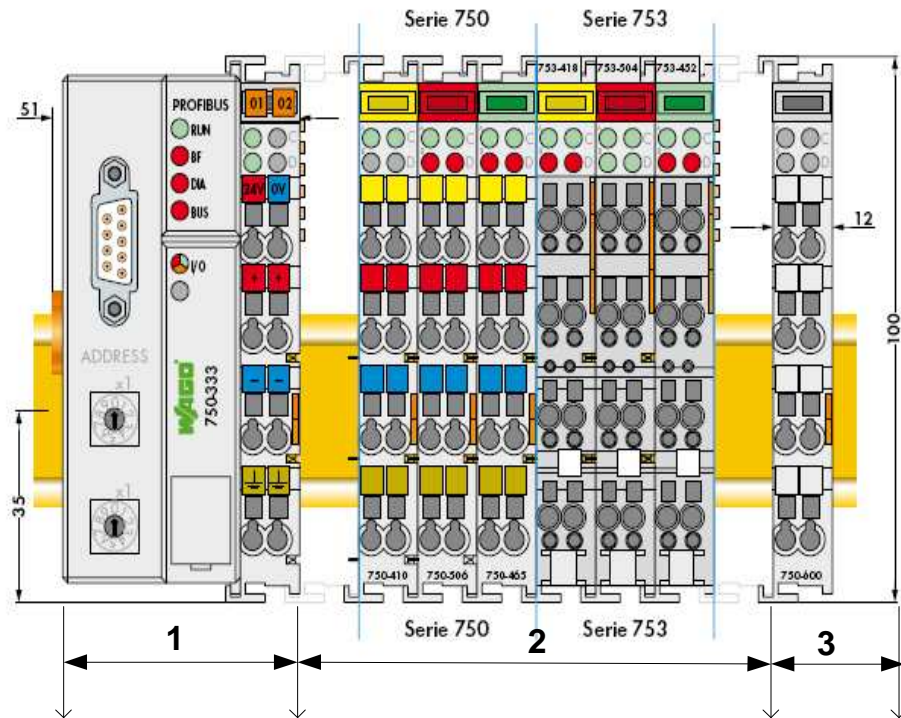 Serie 750 Serie 753
753-418 753-504 753-452
51
PROFIBUS
01 02
RUN
BF
DIA
BUS
C
D
C
D
C
D
24V 0V
12
I/O
+ +
100
ADDRESS
x1
WAGO
750-333
- -
35
x1
750-410 750-506 750-465
750-600
Serie 750 Serie 753
1 2 3